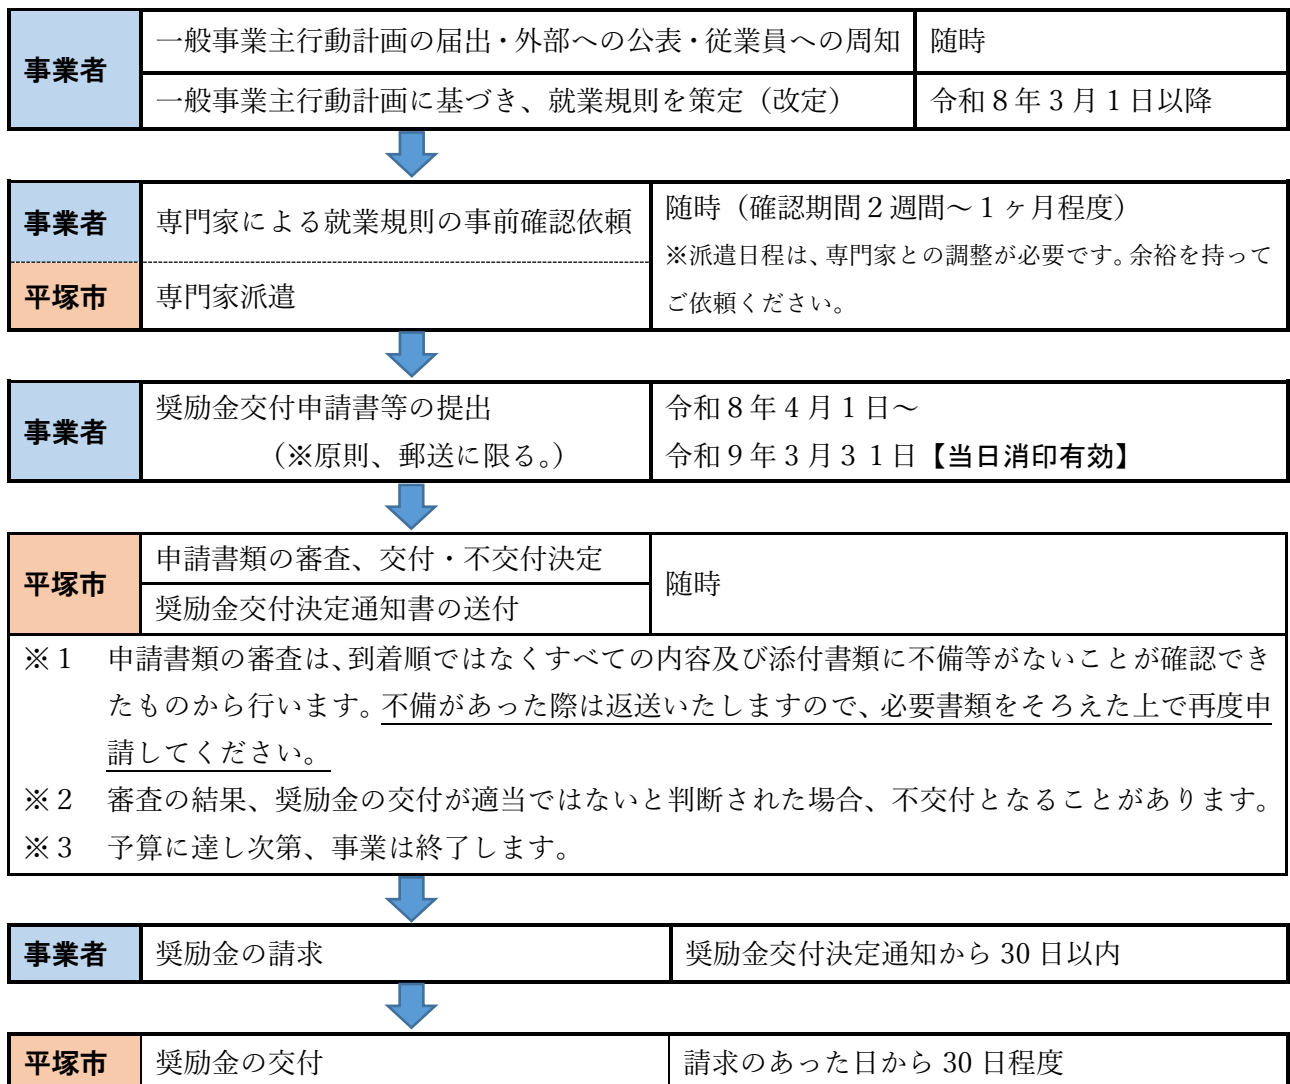 事業者
一般事業主行動計画の届出・外部への公表・従業員への周知
随時
一般事業主行動計画に基づき、就業規則を策定（改定）
令和８年３月１日以降
事業者
専門家による就業規則の事前確認依頼
随時（確認期間２週間～１ヶ月程度）
※派遣日程は、専門家との調整が必要です。余裕を持って
ご依頼ください。
平塚市
専門家派遣
事業者
奨励金交付申請書等の提出
（※原則、郵送に限る。）
令和８年４月１日～
令和９年３月３１日【当日消印有効】
平塚市
申請書類の審査、交付・不交付決定
奨励金交付決定通知書の送付
随時
※１　申請書類の審査は、到着順ではなくすべての内容及び添付書類に不備等がないことが確認でき
たものから行います。不備があった際は返送いたしますので、必要書類をそろえた上で再度申
請してください。
※２　審査の結果、奨励金の交付が適当ではないと判断された場合、不交付となることがあります。
※３　予算に達し次第、事業は終了します。
事業者
奨励金の請求
奨励金交付決定通知から 30 日以内
平塚市
奨励金の交付
請求のあった日から 30 日程度